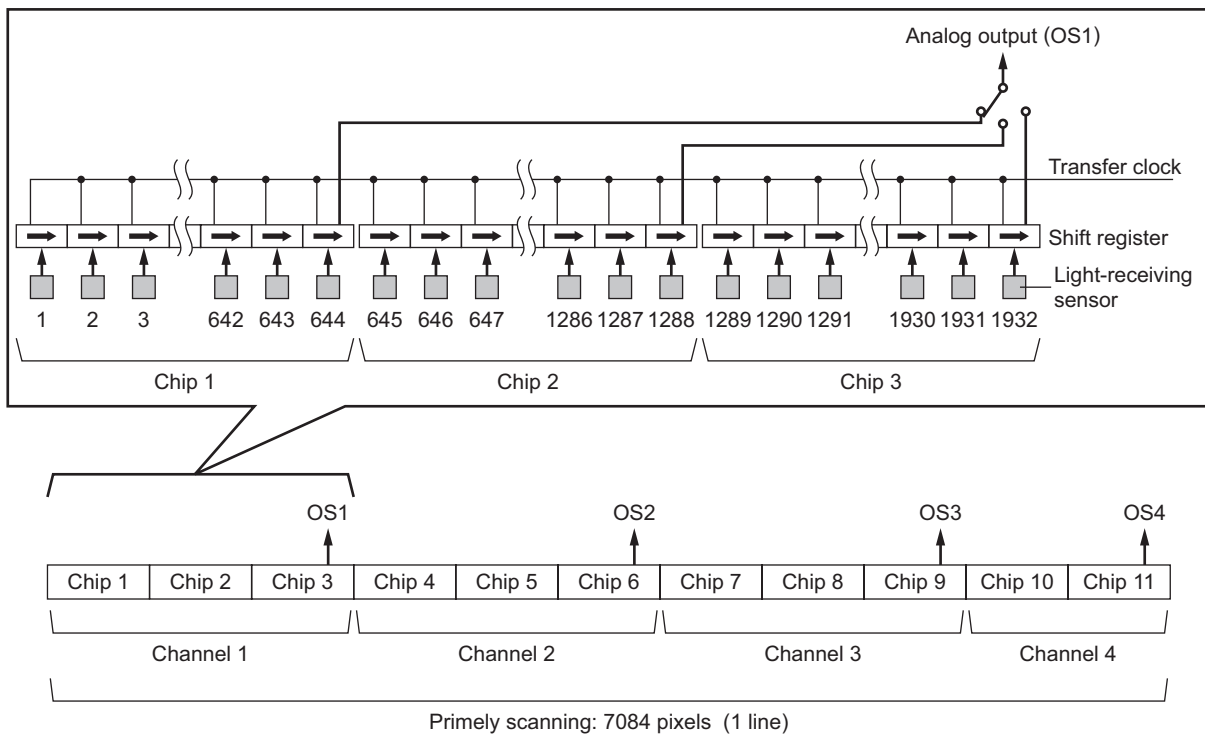 Analog output (OS1)
Transfer clock
Shift register
Light-receiving
sensor
1 2 3 642 643 644 645 646 647 1286 1287 1288 1289 1290 1291 1930 1931 1932
Chip 1 Chip 2 Chip 3
OS1 OS2 OS3 OS4
Chip 1 Chip 2 Chip 3 Chip 4 Chip 5 Chip 6 Chip 7 Chip 8 Chip 9 Chip 10 Chip 11
Channel 1 Channel 2 Channel 3 Channel 4
Primely scanning: 7084 pixels (1 line)